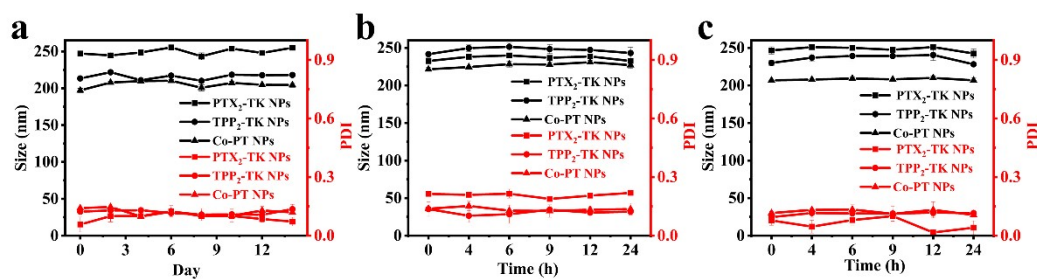 a
Size (nm)
250
200
150
100
50
0
PTX₂-TK NPs
TPP₂-TK NPs
Co-PT NPs
PTX₂-TK NPs
TPP₂-TK NPs
Co-PT NPs
0.9
0.6
0.3
0.0
PDI
0 3 6 9 12
Day
b
Size (nm)
250
200
150
100
50
0
PTX₂-TK NPs
TPP₂-TK NPs
Co-PT NPs
PTX₂-TK NPs
TPP₂-TK NPs
Co-PT NPs
0.9
0.6
0.3
0.0
PDI
0 4 6 9 12 24
Time (h)
c
Size (nm)
250
200
150
100
50
0
PTX₂-TK NPs
TPP₂-TK NPs
Co-PT NPs
PTX₂-TK NPs
TPP₂-TK NPs
Co-PT NPs
0.9
0.6
0.3
0.0
PDI
0 4 6 9 12 24
Time (h)